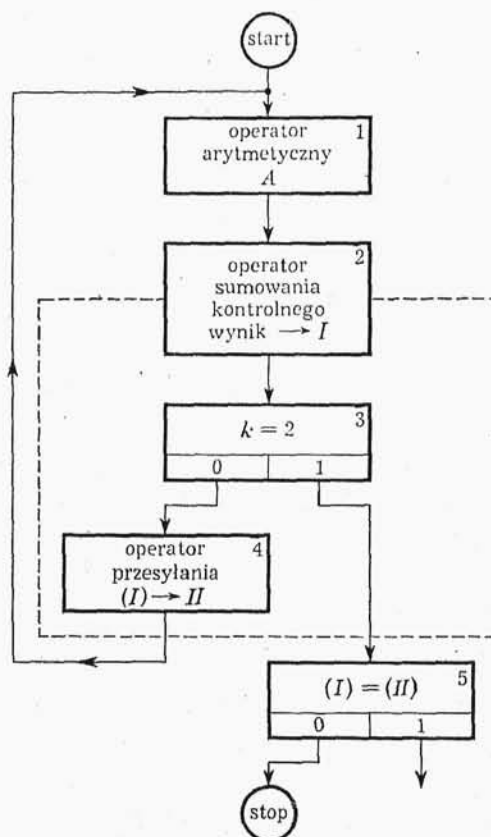 start
1
operator
arytmetyczny
A
2
operator
sumowania
kontrolnego
wynik → I
3
k = 2
0 1
4
operator
przesyłania
(I) → II
5
(I) = (II)
0 1
stop